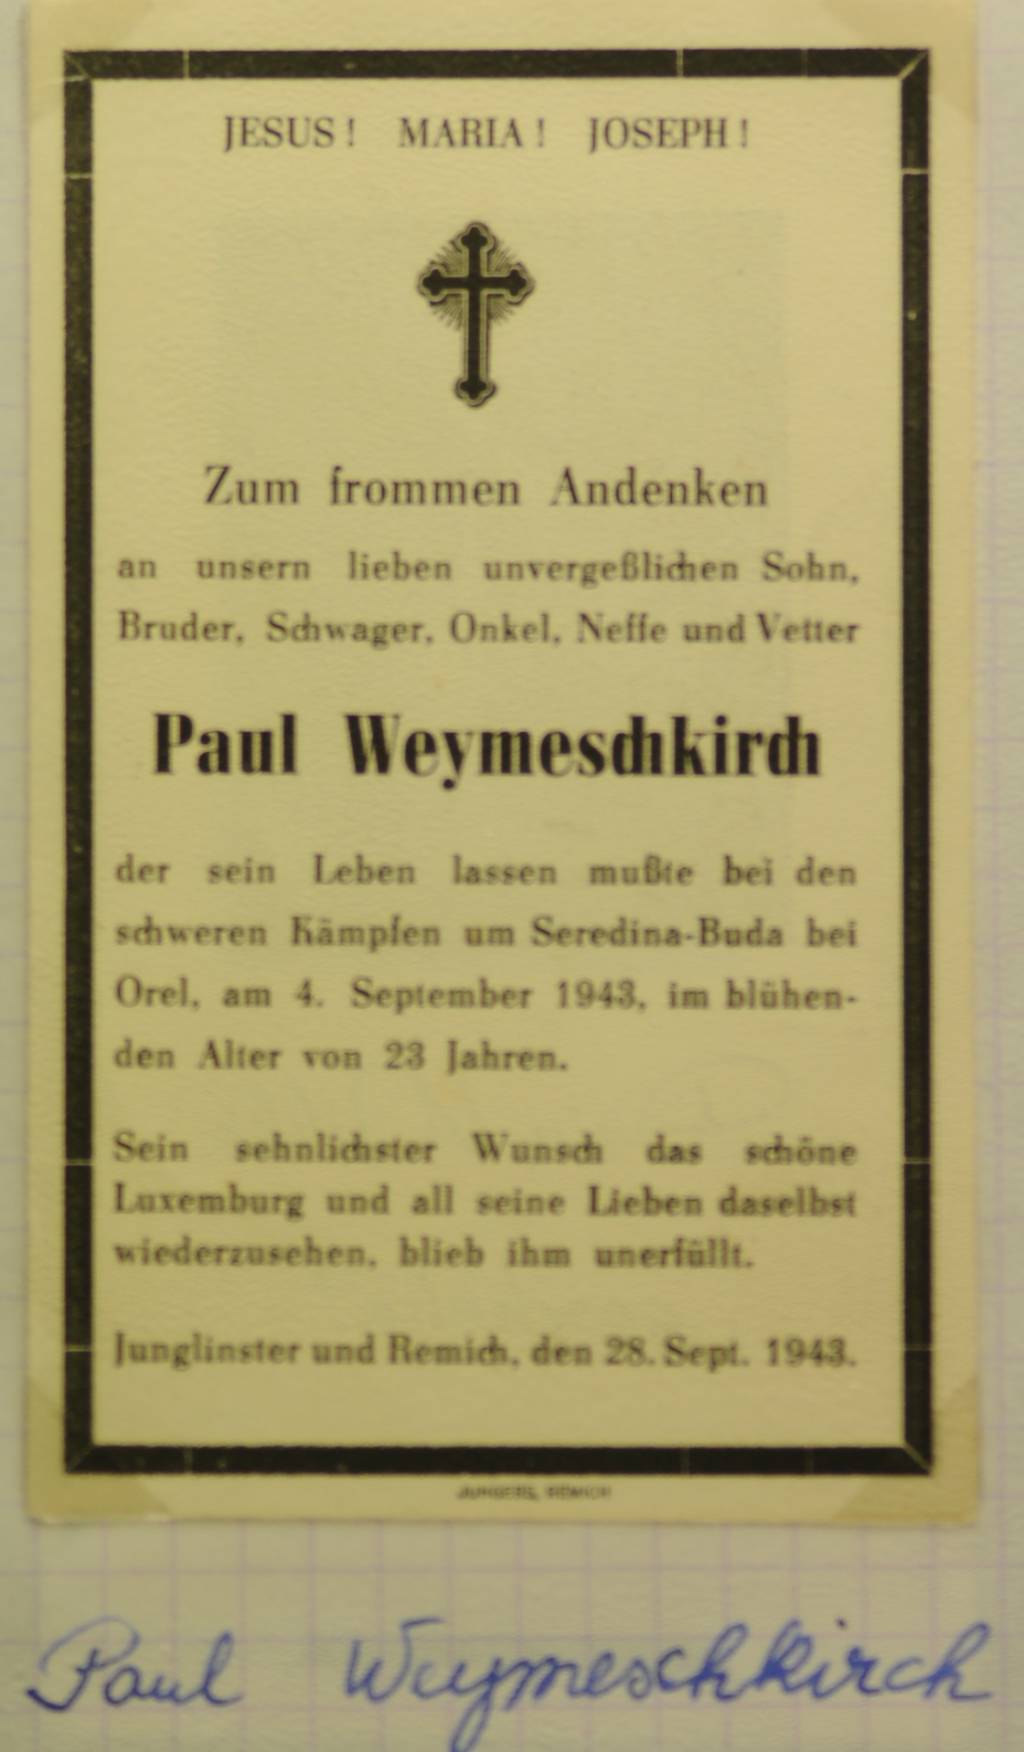 JESUS! MARIA! JOSEPH!
Zum frommen Andenken
an unsern lieben unvergeßlichen Sohn,
Bruder, Schwager, Onkel, Neffe und Vetter
Paul Weymeschkirch
der sein Leben lassen mußte bei den
schweren Kämpfen um Seredina-Buda bei
Orel, am 4. September 1943, im blühen-
den Alter von 23 Jahren.
Sein sehnlichster Wunsch das schöne
Luxemburg und all seine Lieben daselbst
wiederzusehen, blieb ihm unerfüllt.
Junglinster und Remich, den 28. Sept. 1943.
JUNGERS, REMICH
Paul Weymeschkirch